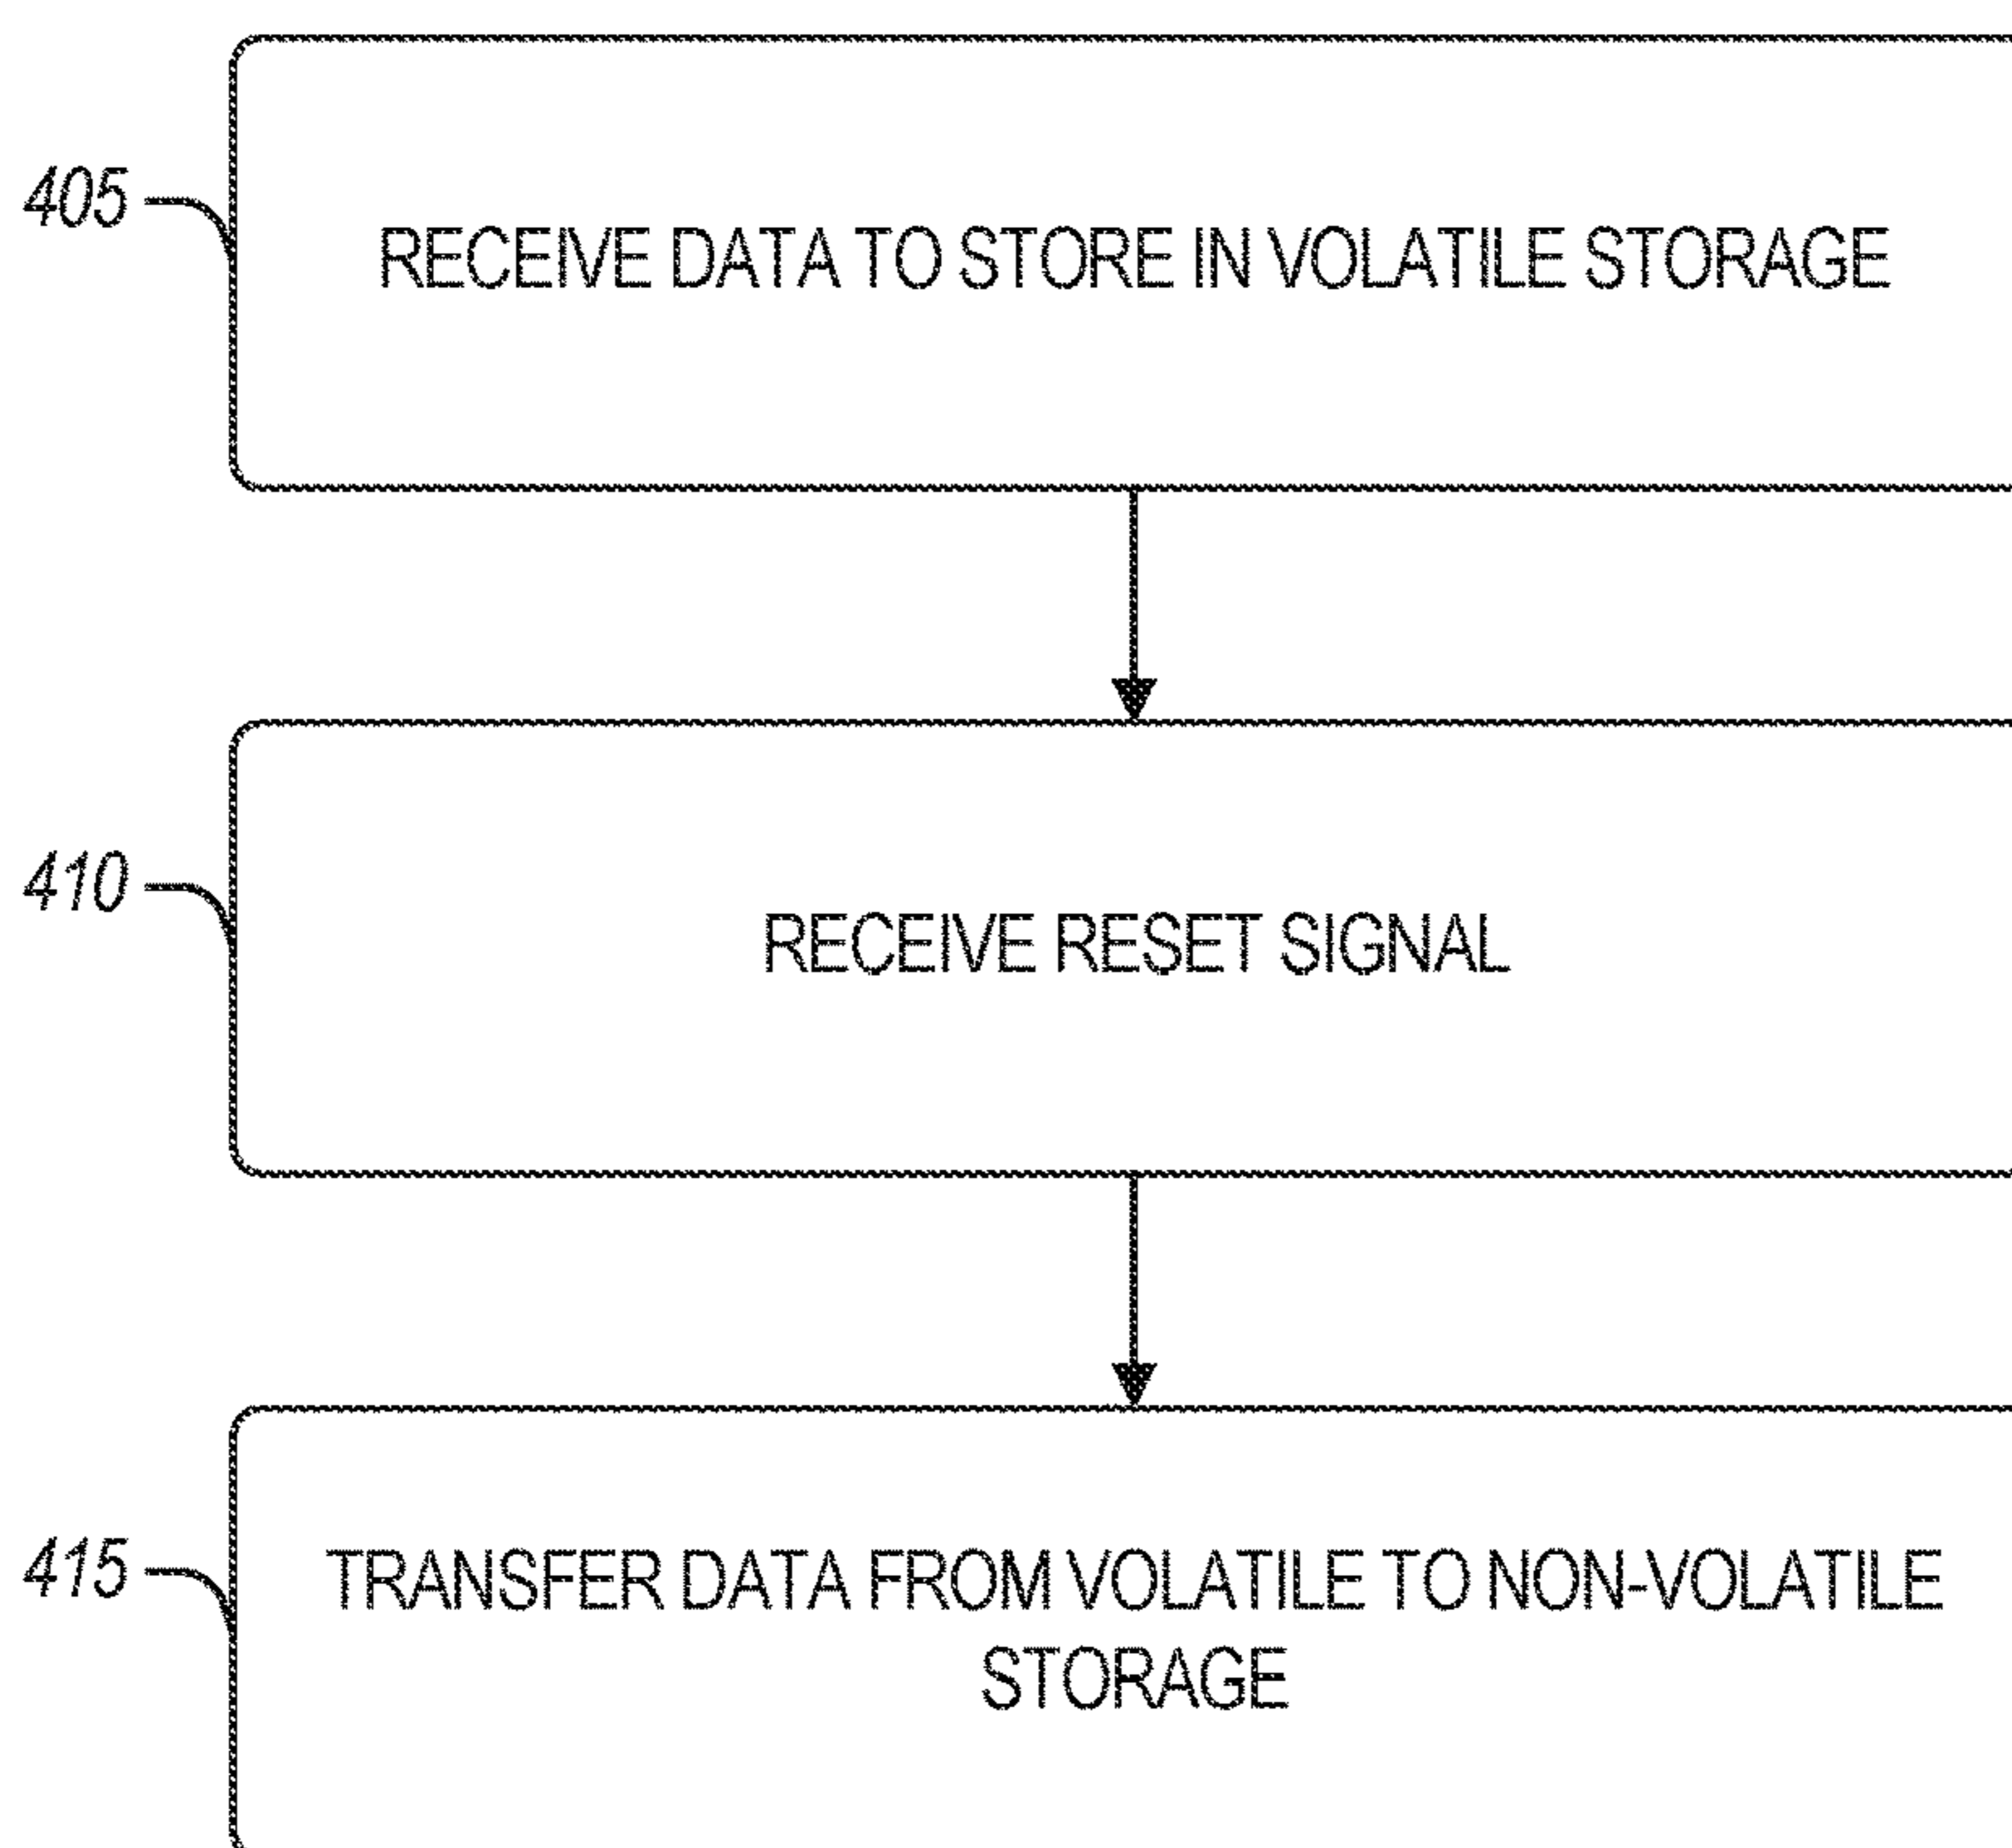 405
RECEIVE DATA TO STORE IN VOLATILE STORAGE
410
RECEIVE RESET SIGNAL
415
TRANSFER DATA FROM VOLATILE TO NON-VOLATILE
STORAGE